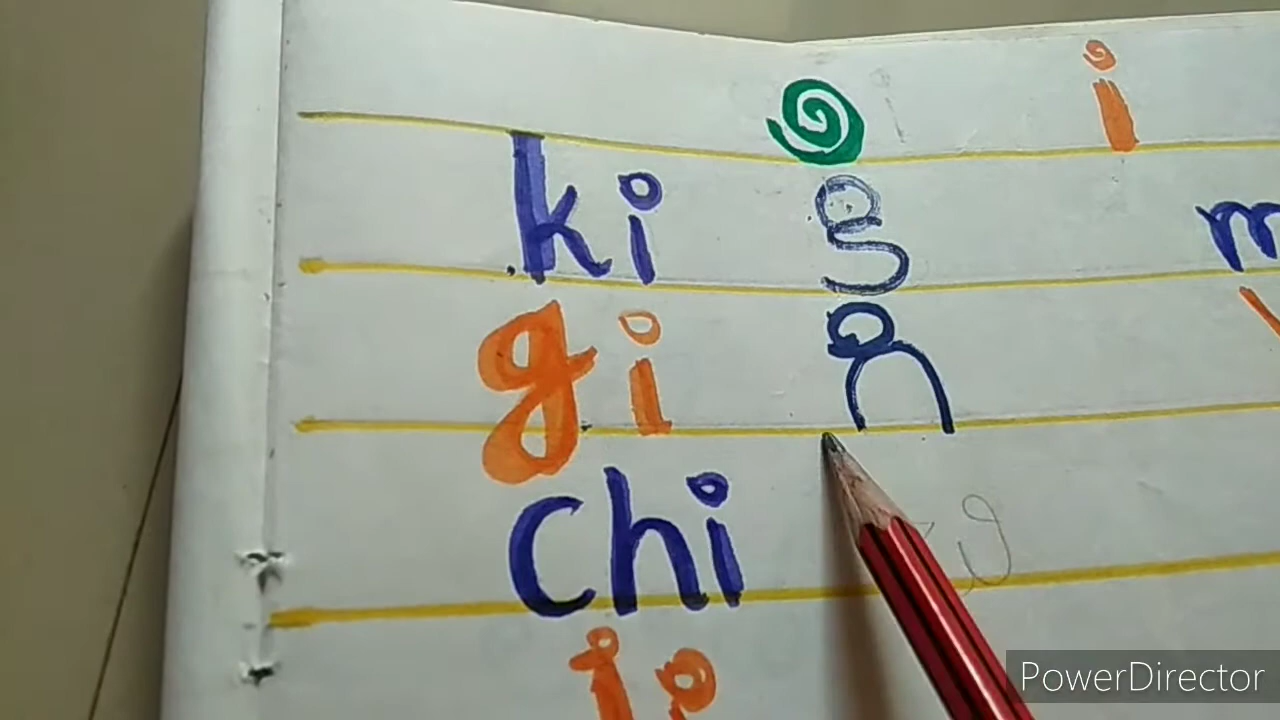 ఇ i
ki కి m
gi గి
chi
PowerDirector